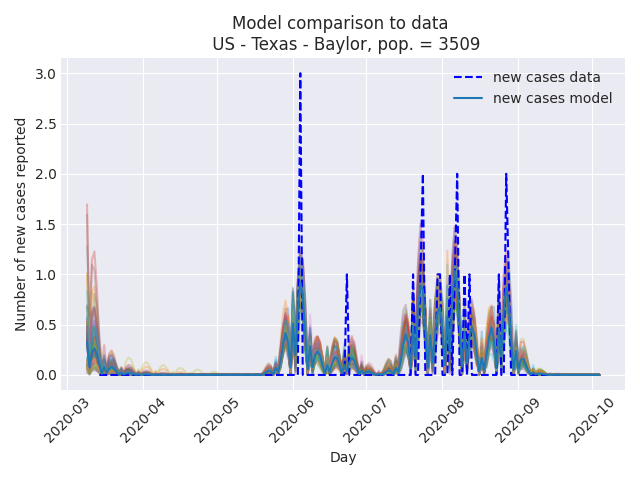 Model comparison to data
US - Texas - Baylor, pop. = 3509
new cases data
new cases model
Number of new cases reported
3.0
2.5
2.0
1.5
1.0
0.5
0.0
2020-03
2020-04
2020-05
2020-06
2020-07
2020-08
2020-09
2020-10
Day